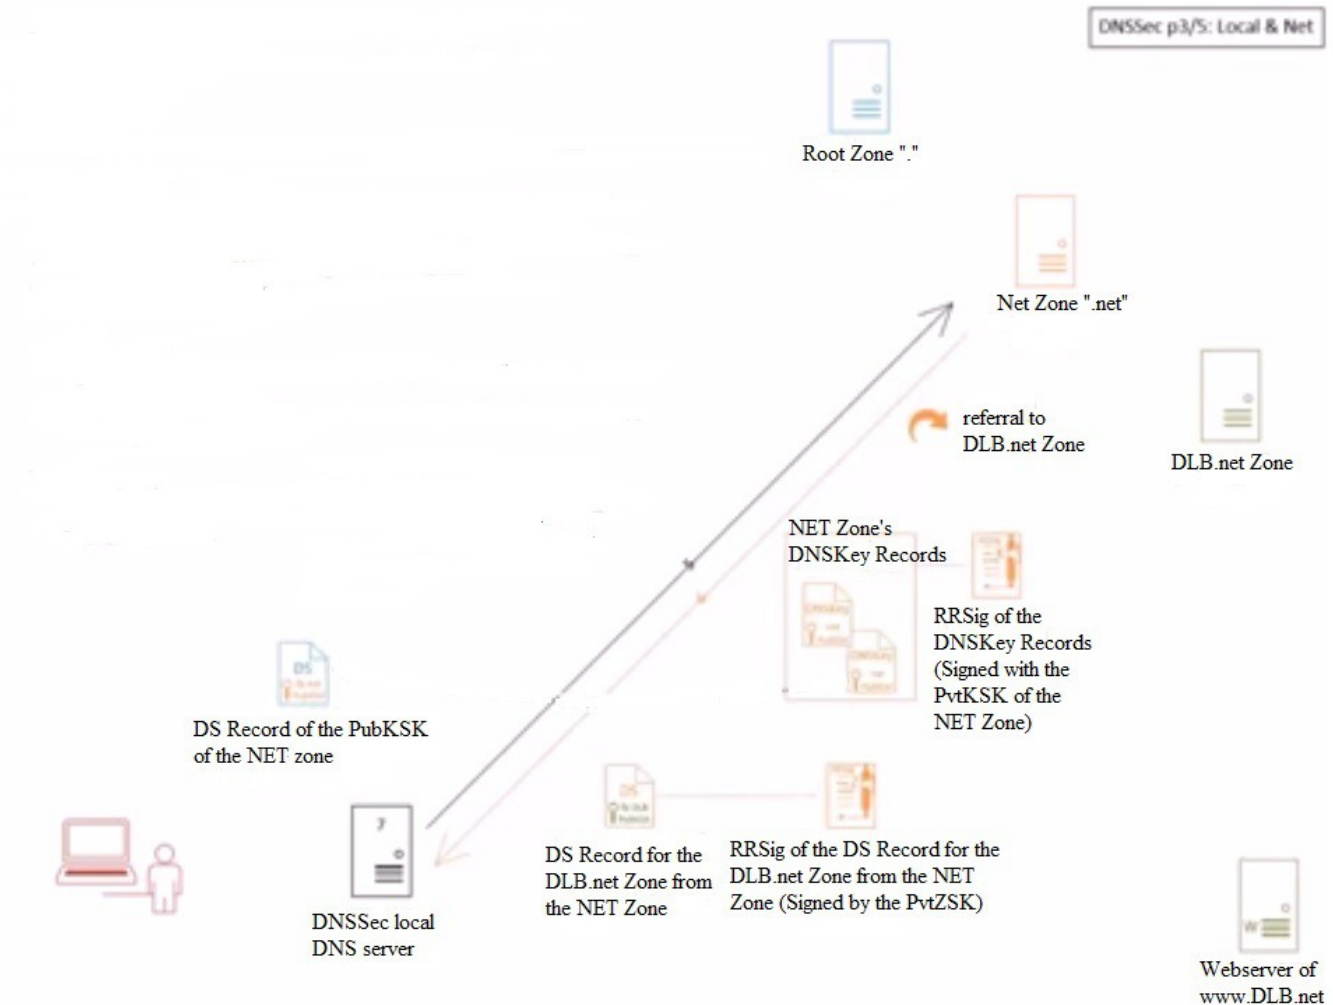 DNSSec p3/5: Local & Net
Root Zone "."
Net Zone ".net"
referral to
DLB.net Zone
DLB.net Zone
NET Zone's
DNSKey Records
RRSig of the
DNSKey Records
(Signed with the
PvtKSK of the
NET Zone)
DS
DS Record of the PubKSK
of the NET zone
DS
DS Record for the
DLB.net Zone from
the NET Zone
RRSig of the DS Record for the
DLB.net Zone from the NET
Zone (Signed by the PvtZSK)
DNSSec local
DNS server
W
Webserver of
www.DLB.net